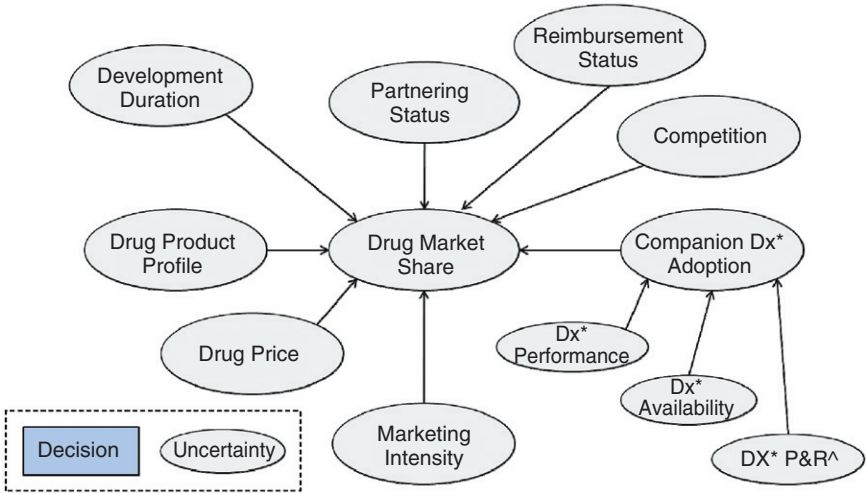 Reimbursement
Status
Development
Duration
Partnering
Status
Competition
Drug Product
Profile
Drug Market
Share
Companion Dx*
Adoption
Drug Price
Dx*
Performance
Dx*
Availability
Marketing
Intensity
DX* P&R^
Decision
Uncertainty